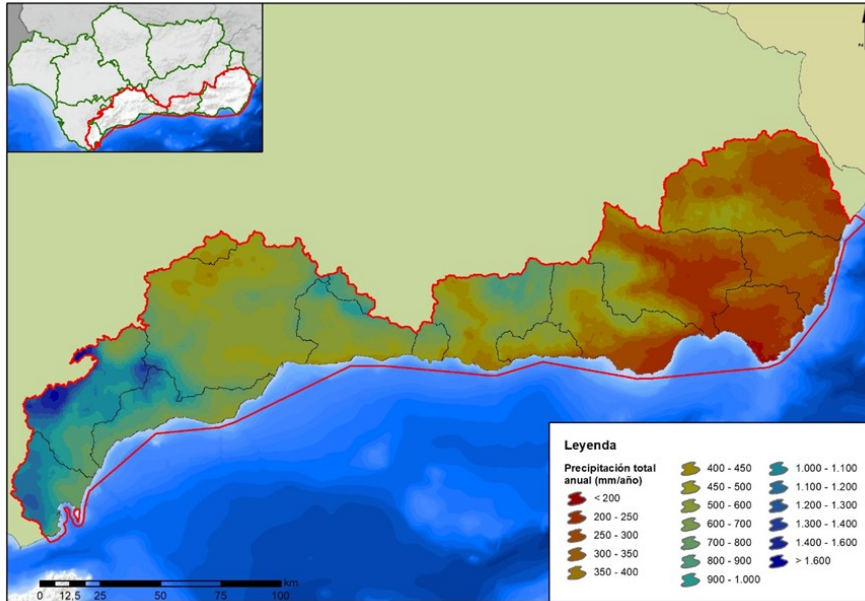 N
Leyenda
Precipitación total
anual (mm/año)
< 200
200 - 250
250 - 300
300 - 350
350 - 400
400 - 450
450 - 500
500 - 600
600 - 700
700 - 800
800 - 900
900 - 1.000
1.000 - 1.100
1.100 - 1.200
1.200 - 1.300
1.300 - 1.400
1.400 - 1.600
> 1.600
km
0 12,5 25 50 75 100